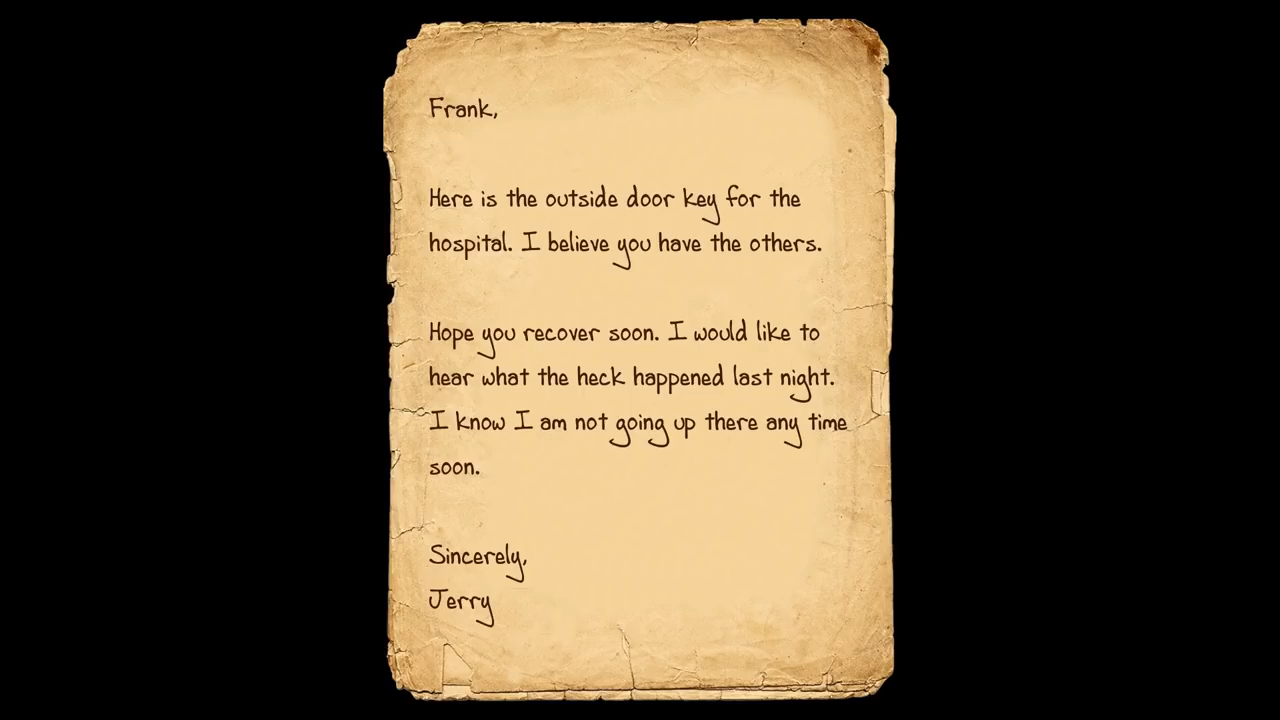 Frank,
Here is the outside door key for the
hospital. I believe you have the others.
Hope you recover soon. I would like to
hear what the heck happened last night.
I know I am not going up there any time
soon.
Sincerely,
Jerry